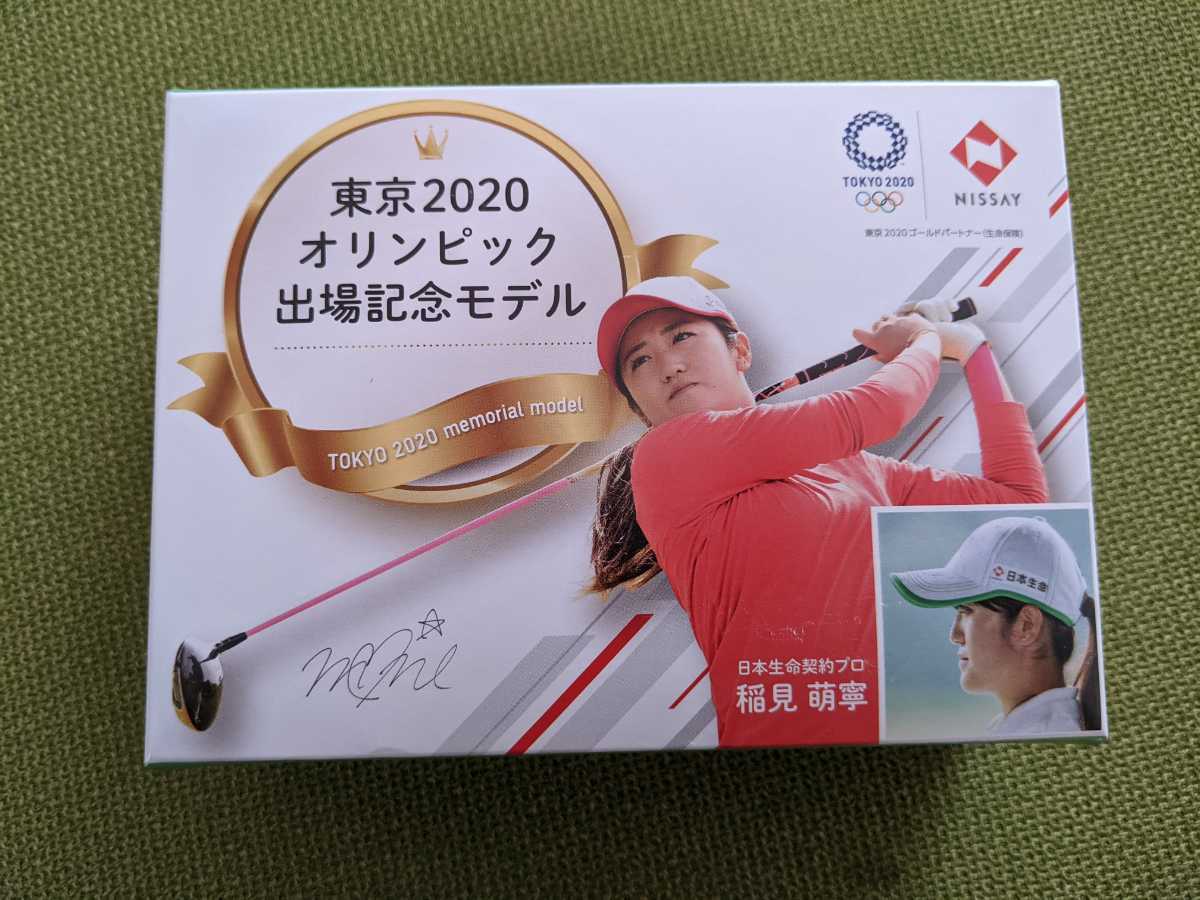 東京2020
オリンピック
出場記念モデル
TOKYO 2020 memorial model
TOKYO 2020
NISSAY
東京2020ゴールドパートナー(生命保険)
日本生命
日本生命契約プロ
稲見 萌寧